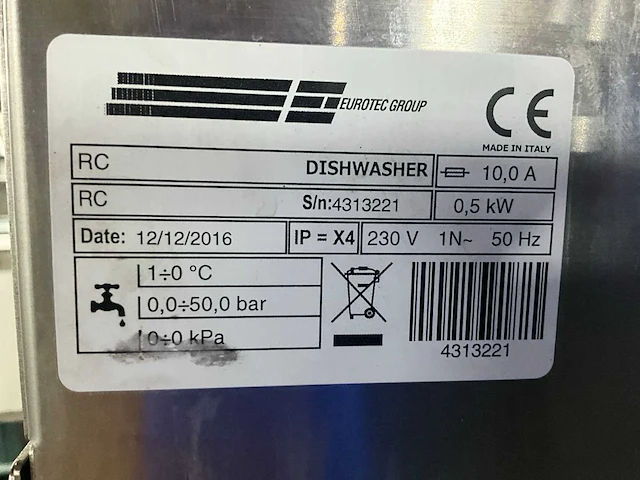 EUROTEC GROUP
CE
MADE IN ITALY
RC DISHWASHER 10,0 A
RC S/n:4313221 0,5 kW
Date: 12/12/2016 IP = X4 230 V 1N~ 50 Hz
1÷0 °C
0,0÷50,0 bar
0÷0 kPa
4313221